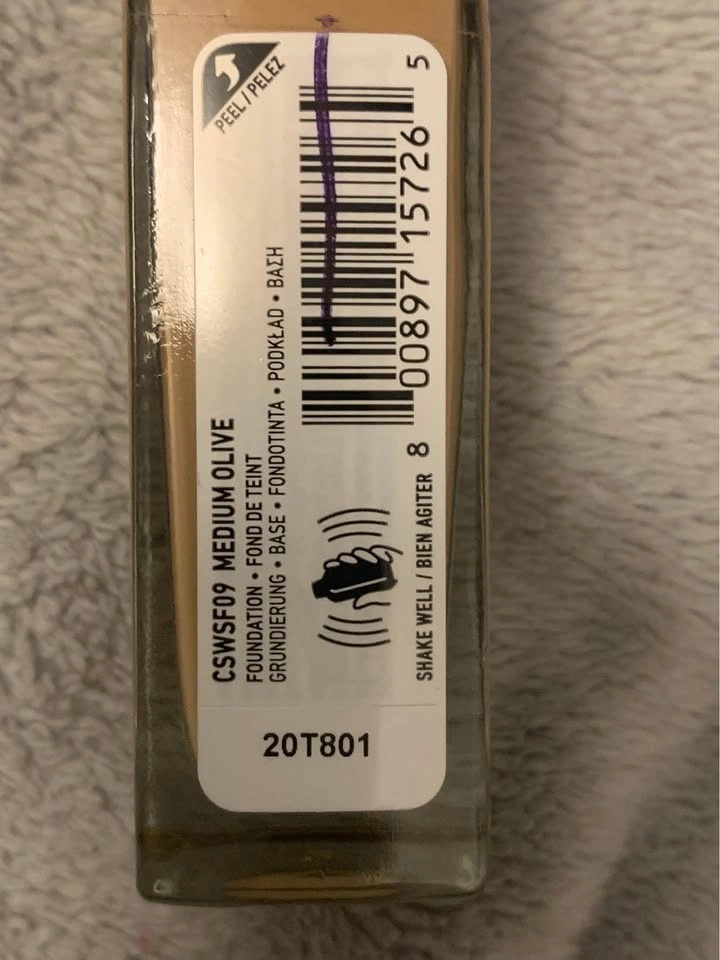 PEEL / PELEZ
CSWSF09 MEDIUM OLIVE
FOUNDATION • FOND DE TEINT
GRUNDIERUNG • BASE • FONDOTINTA • PODKŁAD • ΒΑΣΗ
8 00897 15726 5
SHAKE WELL / BIEN AGITER
20T801